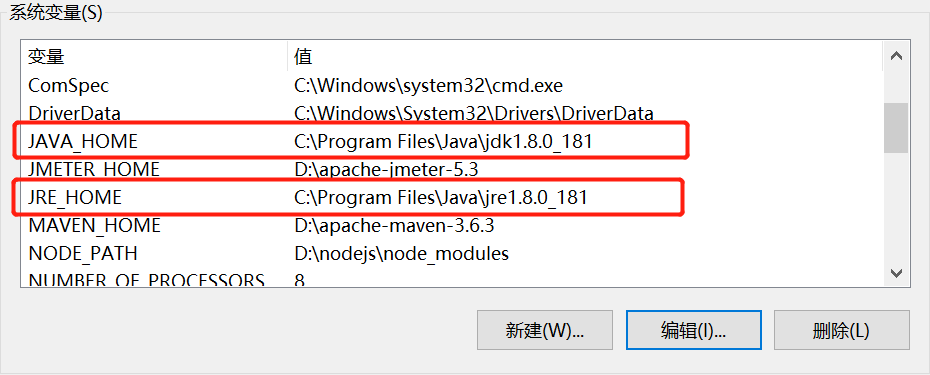 系统变量(S)
变量 值
ComSpec C:\Windows\system32\cmd.exe
DriverData C:\Windows\System32\Drivers\DriverData
JAVA_HOME C:\Program Files\Java\jdk1.8.0_181
JMETER_HOME D:\apache-jmeter-5.3
JRE_HOME C:\Program Files\Java\jre1.8.0_181
MAVEN_HOME D:\apache-maven-3.6.3
NODE_PATH D:\nodejs\node_modules
NUMBER_OF_PROCESSORS 8
新建(W)... 编辑(I)... 删除(L)